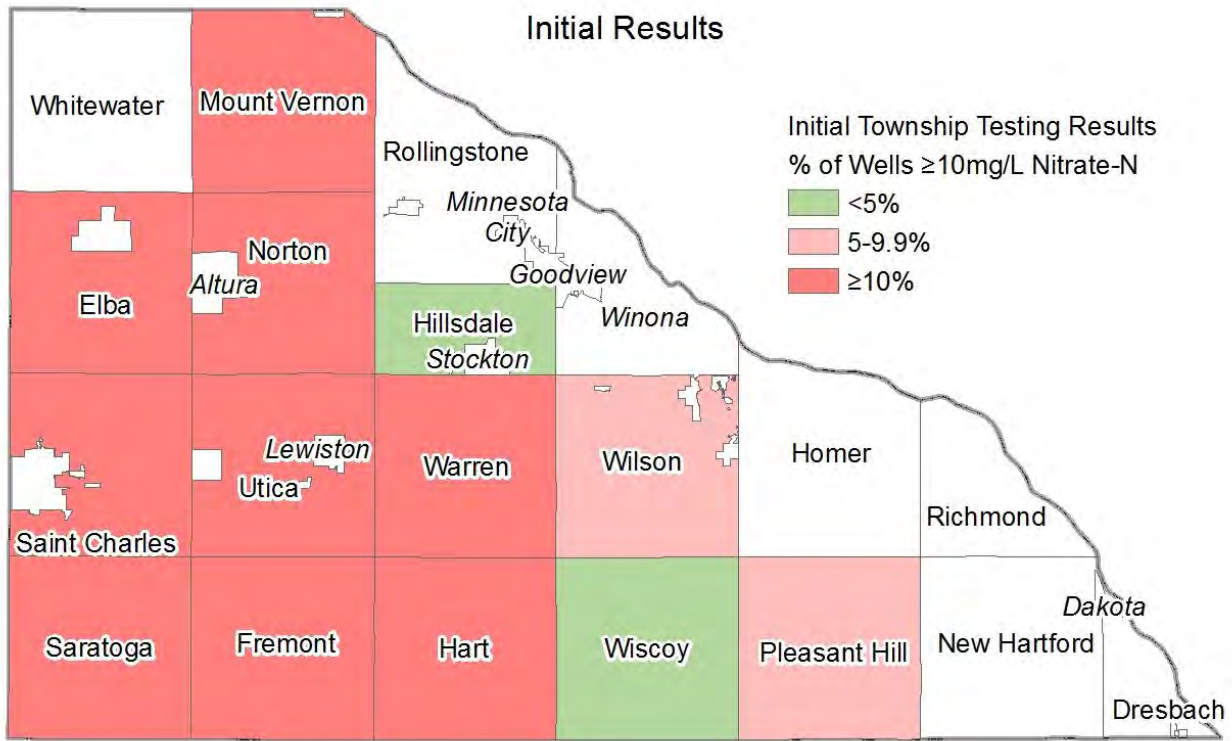 Initial Results
Initial Township Testing Results
% of Wells ≥10mg/L Nitrate-N
<5%
5-9.9%
≥10%
Whitewater
Mount Vernon
Rollingstone
Minnesota
City
Goodview
Winona
Elba
Altura
Norton
Hillsdale
Stockton
Saint Charles
Lewiston
Utica
Warren
Wilson
Homer
Richmond
Saratoga
Fremont
Hart
Wiscoy
Pleasant Hill
New Hartford
Dakota
Dresbach